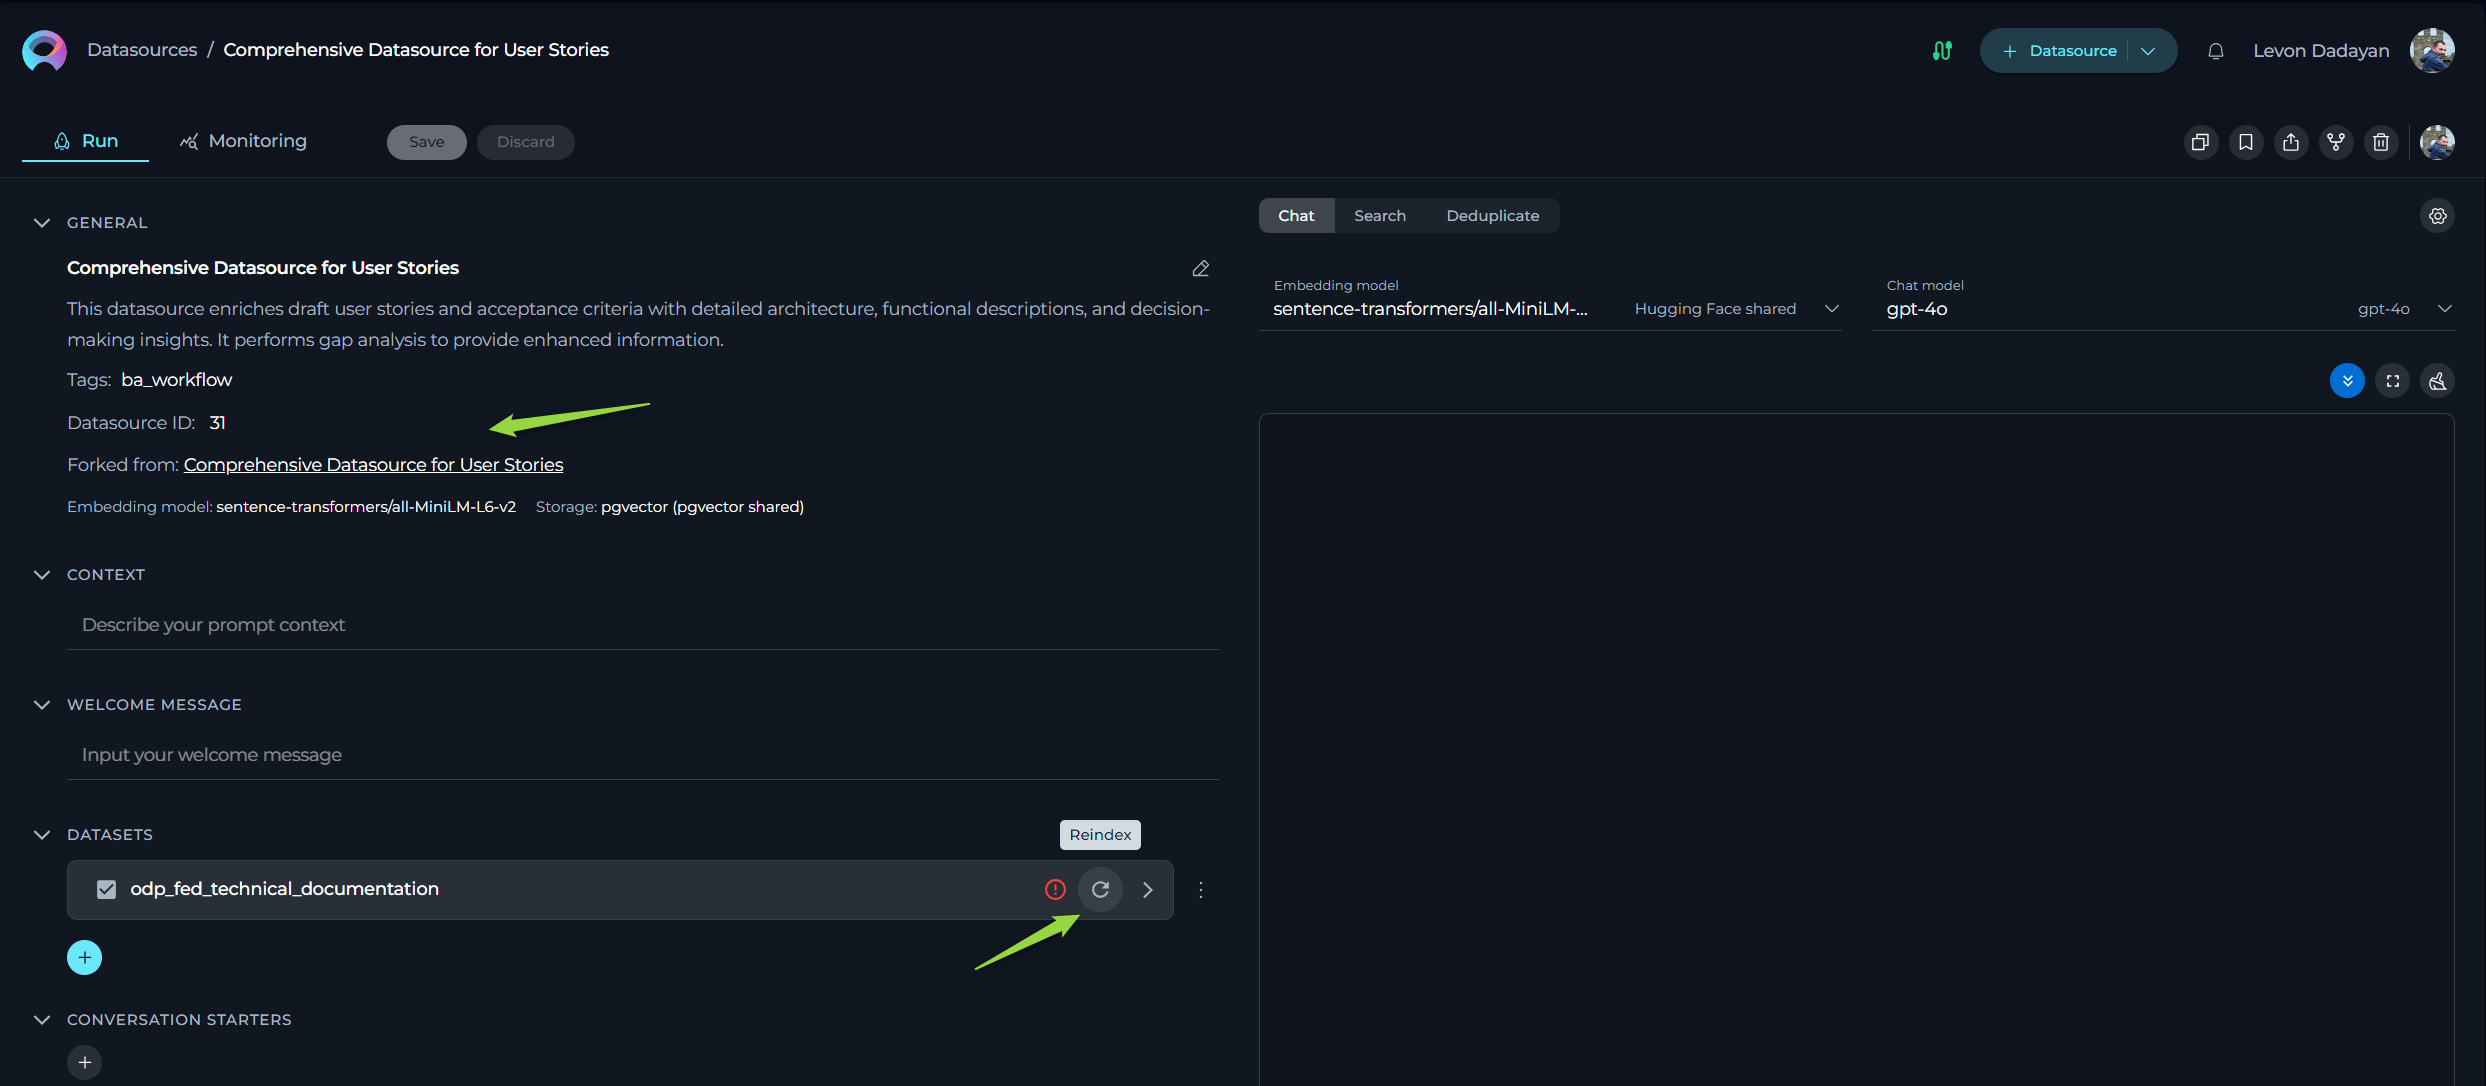 Datasources / Comprehensive Datasource for User Stories
Datasource
Levon Dadayan
Run
Monitoring
Save
Discard
GENERAL
Comprehensive Datasource for User Stories
This datasource enriches draft user stories and acceptance criteria with detailed architecture, functional descriptions, and decision-
making insights. It performs gap analysis to provide enhanced information.
Tags: ba_workflow
Datasource ID: 31
Forked from: Comprehensive Datasource for User Stories
Embedding model: sentence-transformers/all-MiniLM-L6-v2 Storage: pgvector (pgvector shared)
CONTEXT
Describe your prompt context
WELCOME MESSAGE
Input your welcome message
DATASETS
Reindex
odp_fed_technical_documentation
CONVERSATION STARTERS
Chat
Search
Deduplicate
Embedding model
sentence-transformers/all-MiniLM-... Hugging Face shared
Chat model
gpt-4o gpt-4o